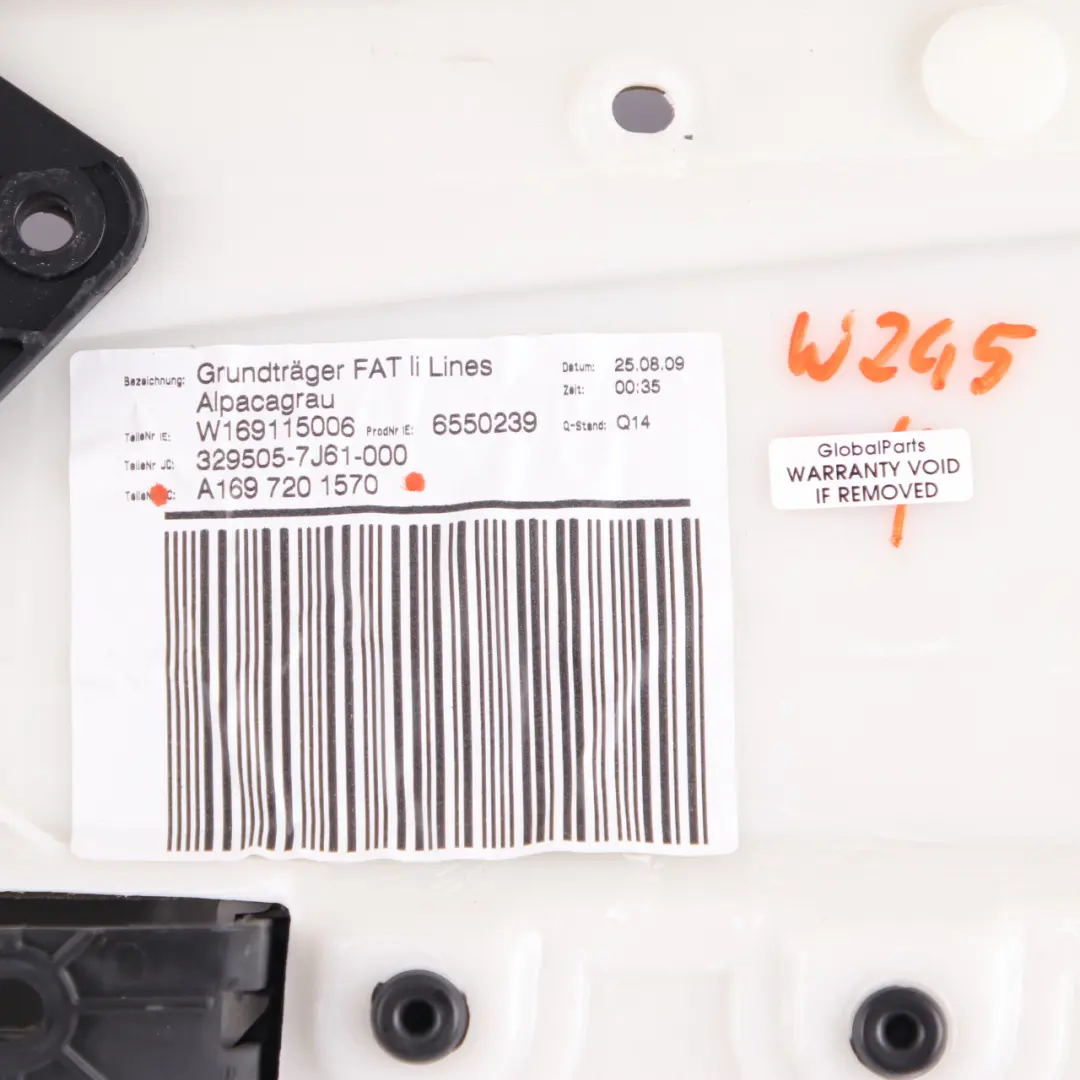 Bezeichnung: Grundträger FAT li Lines
Alpacagrau
Datum: 25.08.09
Zeit: 00:35
TeileNr IE: W169115006 ProdNr IE: 6550239 Q-Stand: Q14
TeileNr JC: 329505-7J61-000
A169 720 1570
W245
GlobalParts
WARRANTY VOID
IF REMOVED